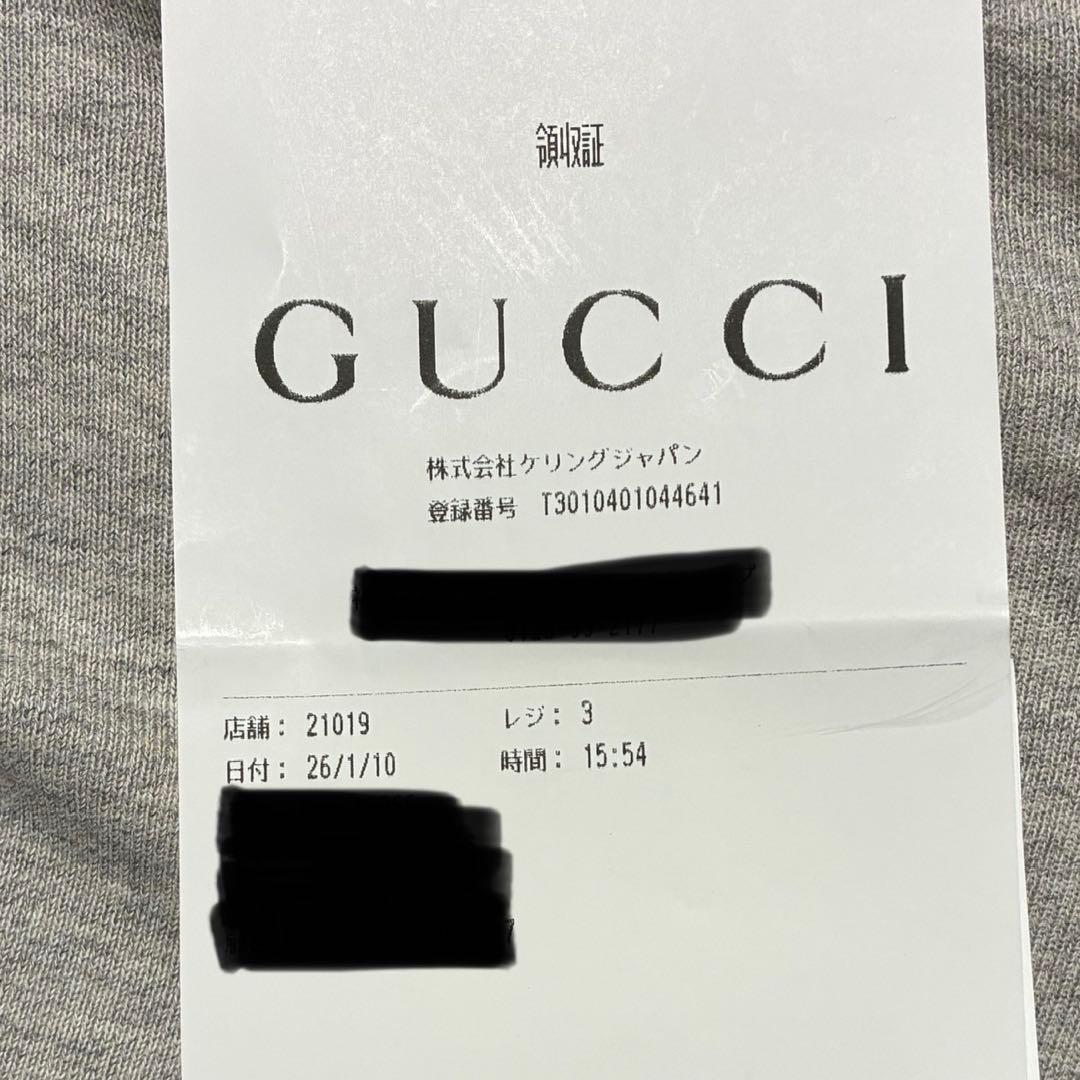 領収証
GUCCI
株式会社ケリングジャパン
登録番号 T3010401044641
店舗： 21019 レジ： 3
日付： 26/1/10 時間： 15:54